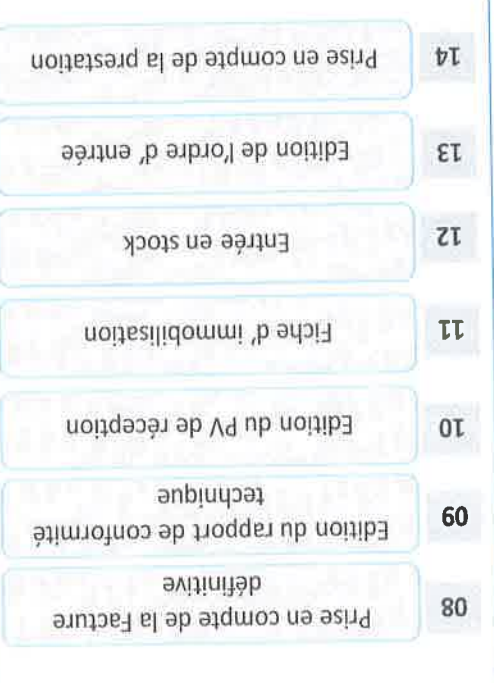 08 Prise en compte de la Facture
définitive
09 Edition du rapport de conformité
technique
10 Edition du PV de réception
11 Fiche d' immobilisation
12 Entrée en stock
13 Edition de l'ordre d' entrée
14 Prise en compte de la prestation